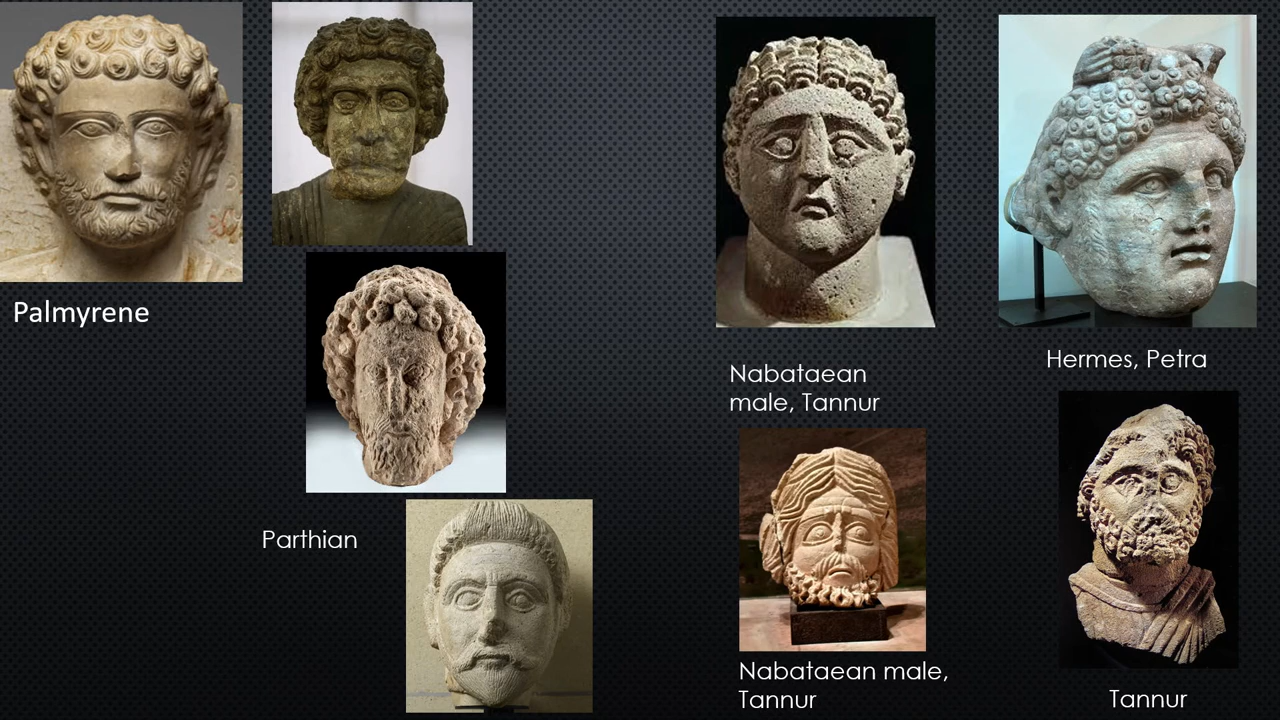 Palmyrene
Parthian
Nabataean
male, Tannur
Hermes, Petra
Nabataean male,
Tannur
Tannur